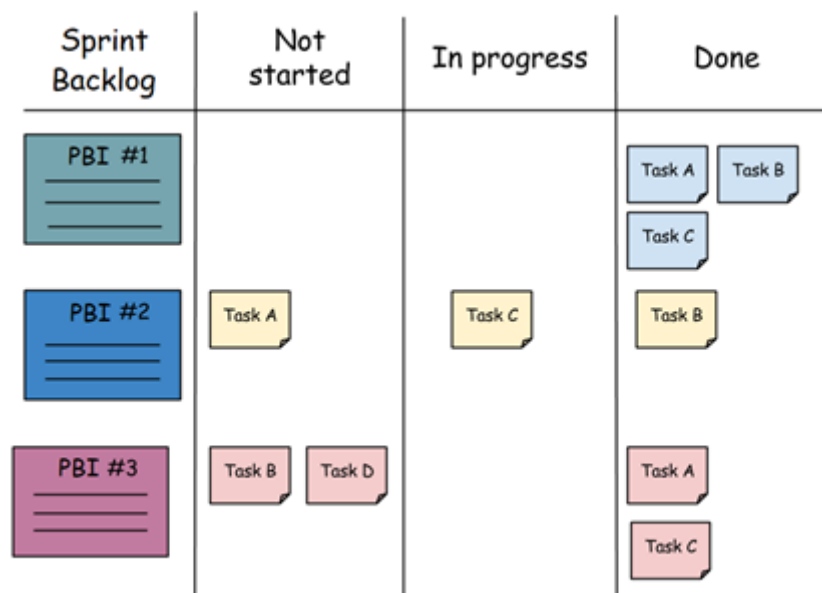 Sprint
Backlog
Not
started
In progress
Done
PBI #1
Task A
Task B
Task C
PBI #2
Task A
Task C
Task B
PBI #3
Task B
Task D
Task A
Task C